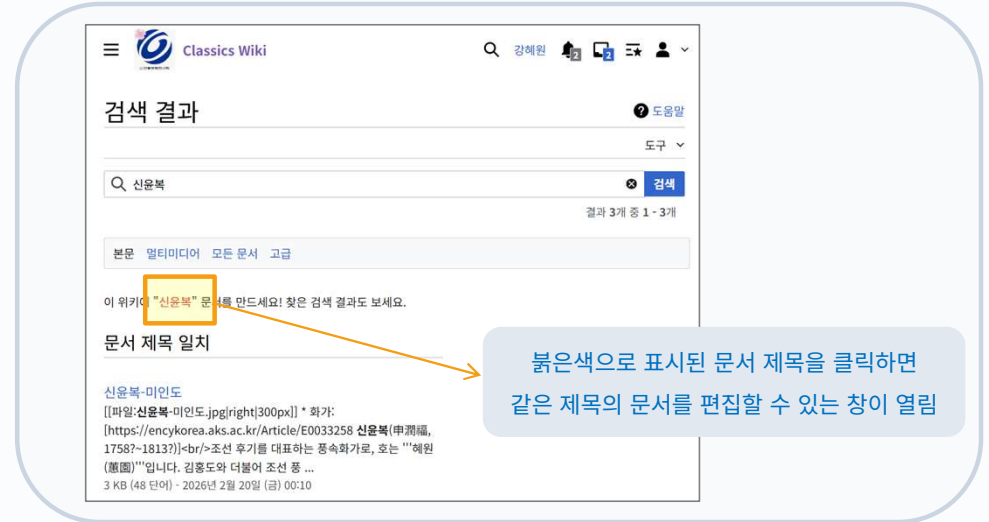 Classics Wiki
강혜원
2
2
검색 결과
도움말
도구
신윤복
검색
결과 3개 중 1 - 3개
본문 멀티미디어 모든 문서 고급
이 위키에 "신윤복" 문서를 만드세요! 찾은 검색 결과도 보세요.
문서 제목 일치
붉은색으로 표시된 문서 제목을 클릭하면
같은 제목의 문서를 편집할 수 있는 창이 열림
신윤복-미인도
[[파일:신윤복-미인도.jpg|right|300px]] * 화가:
[https://encykorea.aks.ac.kr/Article/E0033258 신윤복(申潤福,
1758?~1813?)]<br/>조선 후기를 대표하는 풍속화가로, 호는 '''혜원
(蕙園)'''입니다. 김홍도와 더불어 조선 풍 ...
3 KB (48 단어) - 2026년 2월 20일 (금) 00:10